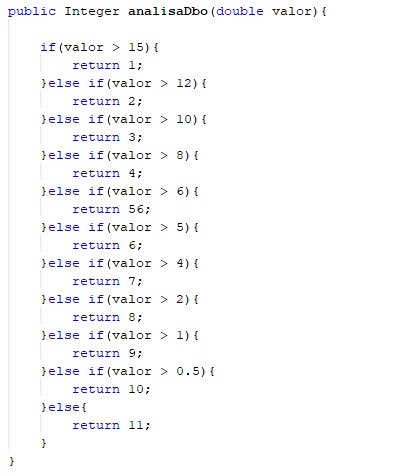 public Integer analisaDbo(double valor){
if(valor > 15){
return 1;
}else if(valor > 12){
return 2;
}else if(valor > 10){
return 3;
}else if(valor > 8){
return 4;
}else if(valor > 6){
return 56;
}else if(valor > 5){
return 6;
}else if(valor > 4){
return 7;
}else if(valor > 2){
return 8;
}else if(valor > 1){
return 9;
}else if(valor > 0.5){
return 10;
}else{
return 11;
}
}